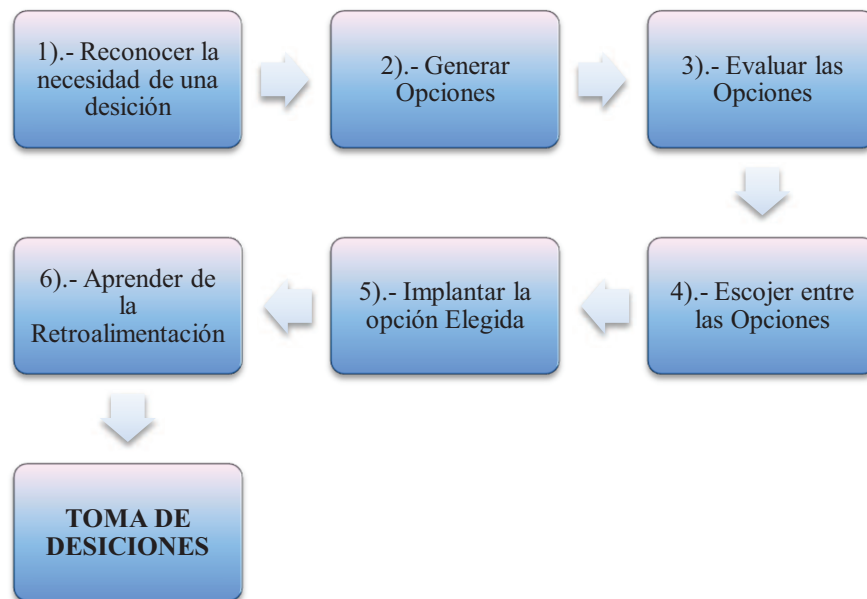 1).- Reconocer la
necesidad de una
desición
2).- Generar
Opciones
3).- Evaluar las
Opciones
4).- Escojer entre
las Opciones
5).- Implantar la
opción Elegida
6).- Aprender de
la
Retroalimentación
TOMA DE
DESICIONES